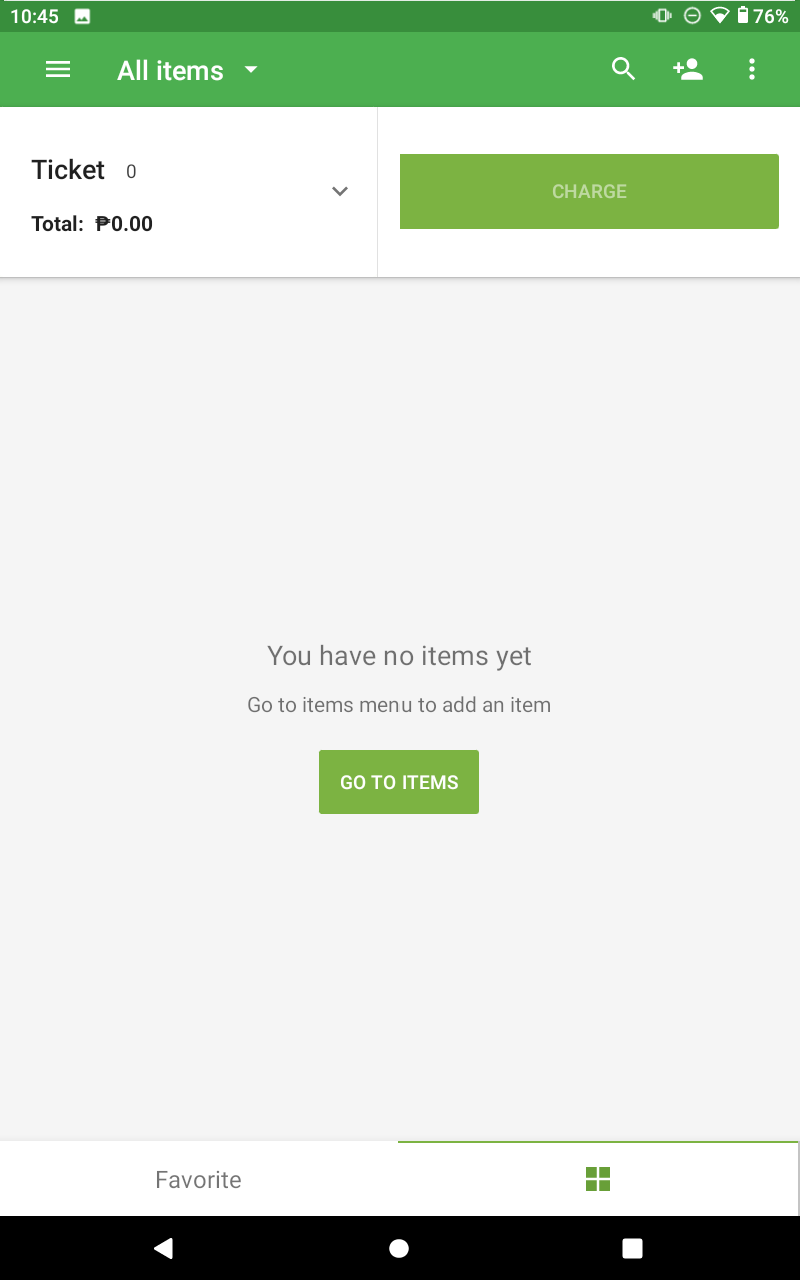 10:45 76%
All items
Ticket 0
Total: ₱0.00
CHARGE
You have no items yet
Go to items menu to add an item
GO TO ITEMS
Favorite